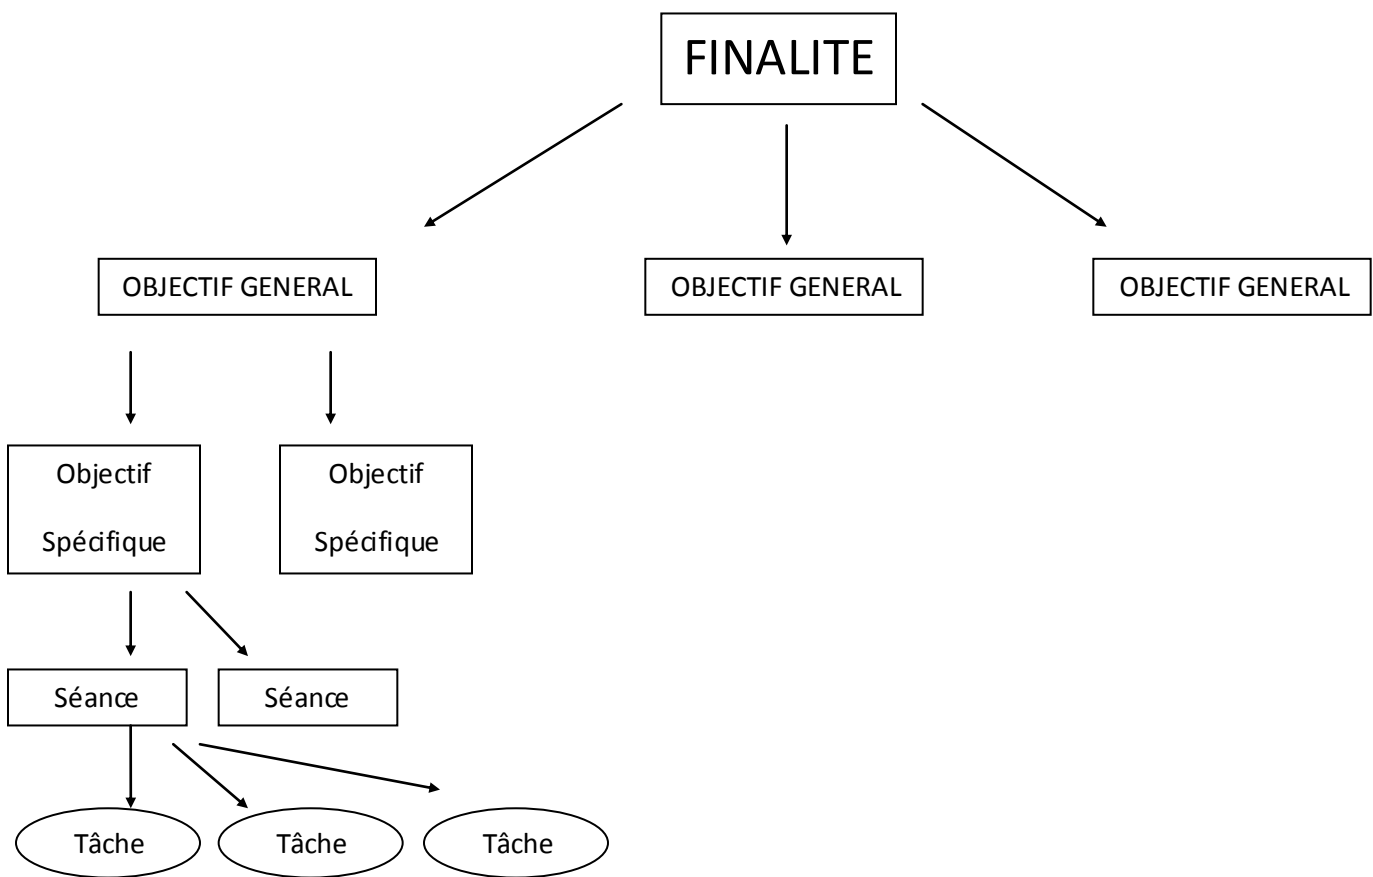 FINALITE
OBJECTIF GENERAL
OBJECTIF GENERAL
OBJECTIF GENERAL
Objectif
Spécifique
Objectif
Spécifique
Séance
Séance
Tâche
Tâche
Tâche